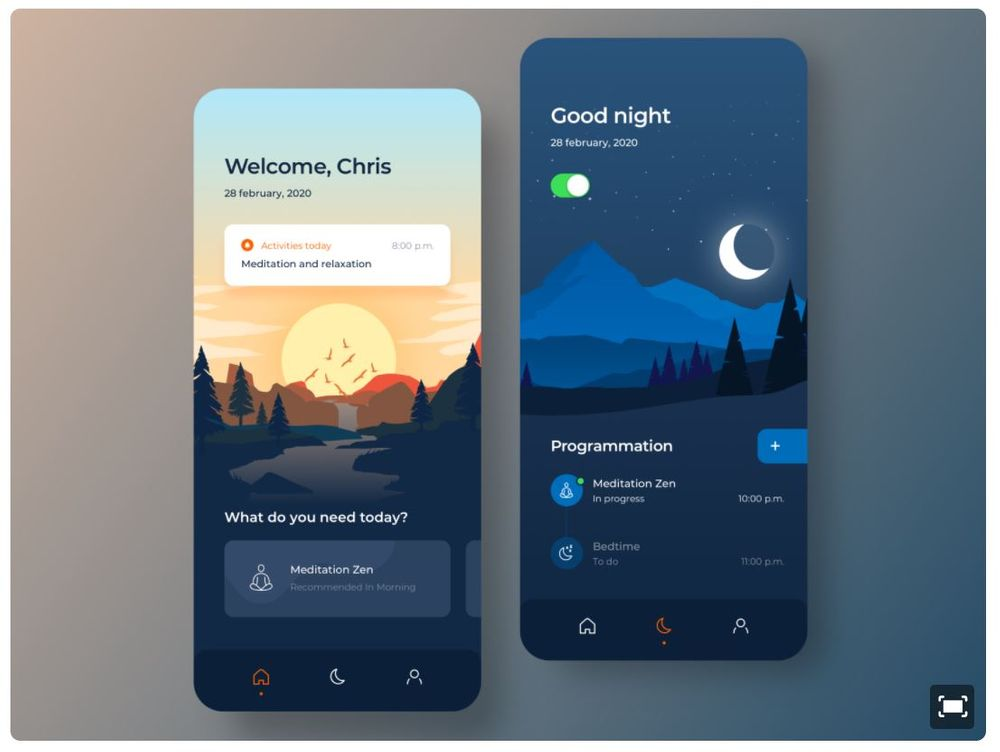 Welcome, Chris
28 february, 2020
Activities today 8:00 p.m.
Meditation and relaxation
What do you need today?
Meditation Zen
Recommended In Morning
Good night
28 february, 2020
Programmation +
Meditation Zen
In progress 10:00 p.m.
Bedtime
To do 11:00 p.m.